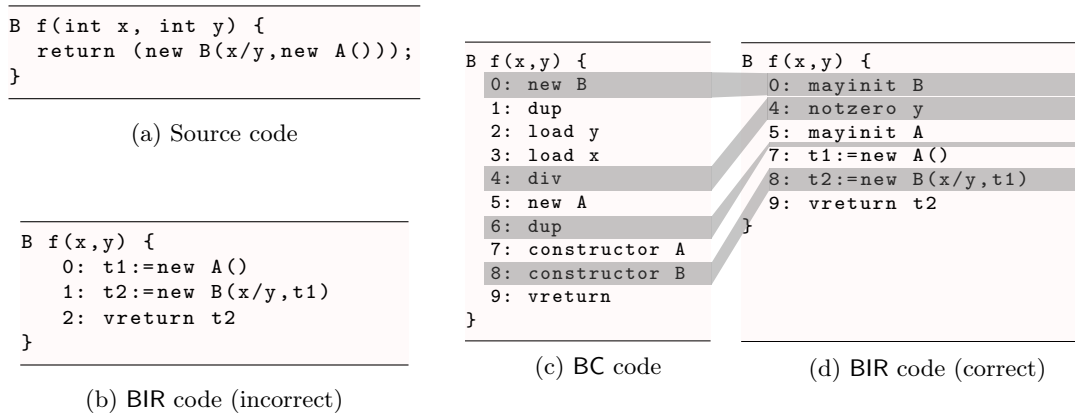 B f(int x, int y) {
return (new B(x/y,new A()));
}
(a) Source code
B f(x,y) {
0: t1:=new A()
1: t2:=new B(x/y,t1)
2: vreturn t2
}
(b) BIR code (incorrect)
B f(x,y) {
0: new B
1: dup
2: load y
3: load x
4: div
5: new A
6: dup
7: constructor A
8: constructor B
9: vreturn
}
(c) BC code
B f(x,y) {
0: mayinit B
4: notzero y
5: mayinit A
7: t1:=new A()
8: t2:=new B(x/y,t1)
9: vreturn t2
}
(d) BIR code (correct)